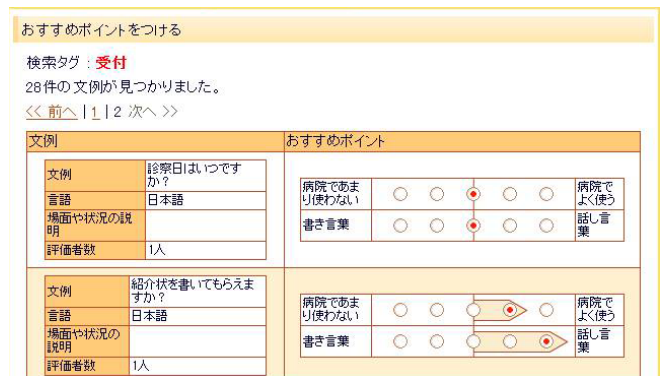 おすすめポイントをつける
検索タグ：受付
28件の文例が見つかりました。
<< 前へ | 1 | 2 次へ >>
文例 おすすめポイント
文例 診察日はいつです
か？
言語 日本語
場面や状況の説
明
評価者数 1人
病院であま
り使わない
病院で
よく使う
書き言葉
話し言
葉
文例 紹介状を書いてもらえま
すか？
言語 日本語
場面や状況の
説明
評価者数 1人
病院であま
り使わない
病院で
よく使う
書き言葉
話し言
葉